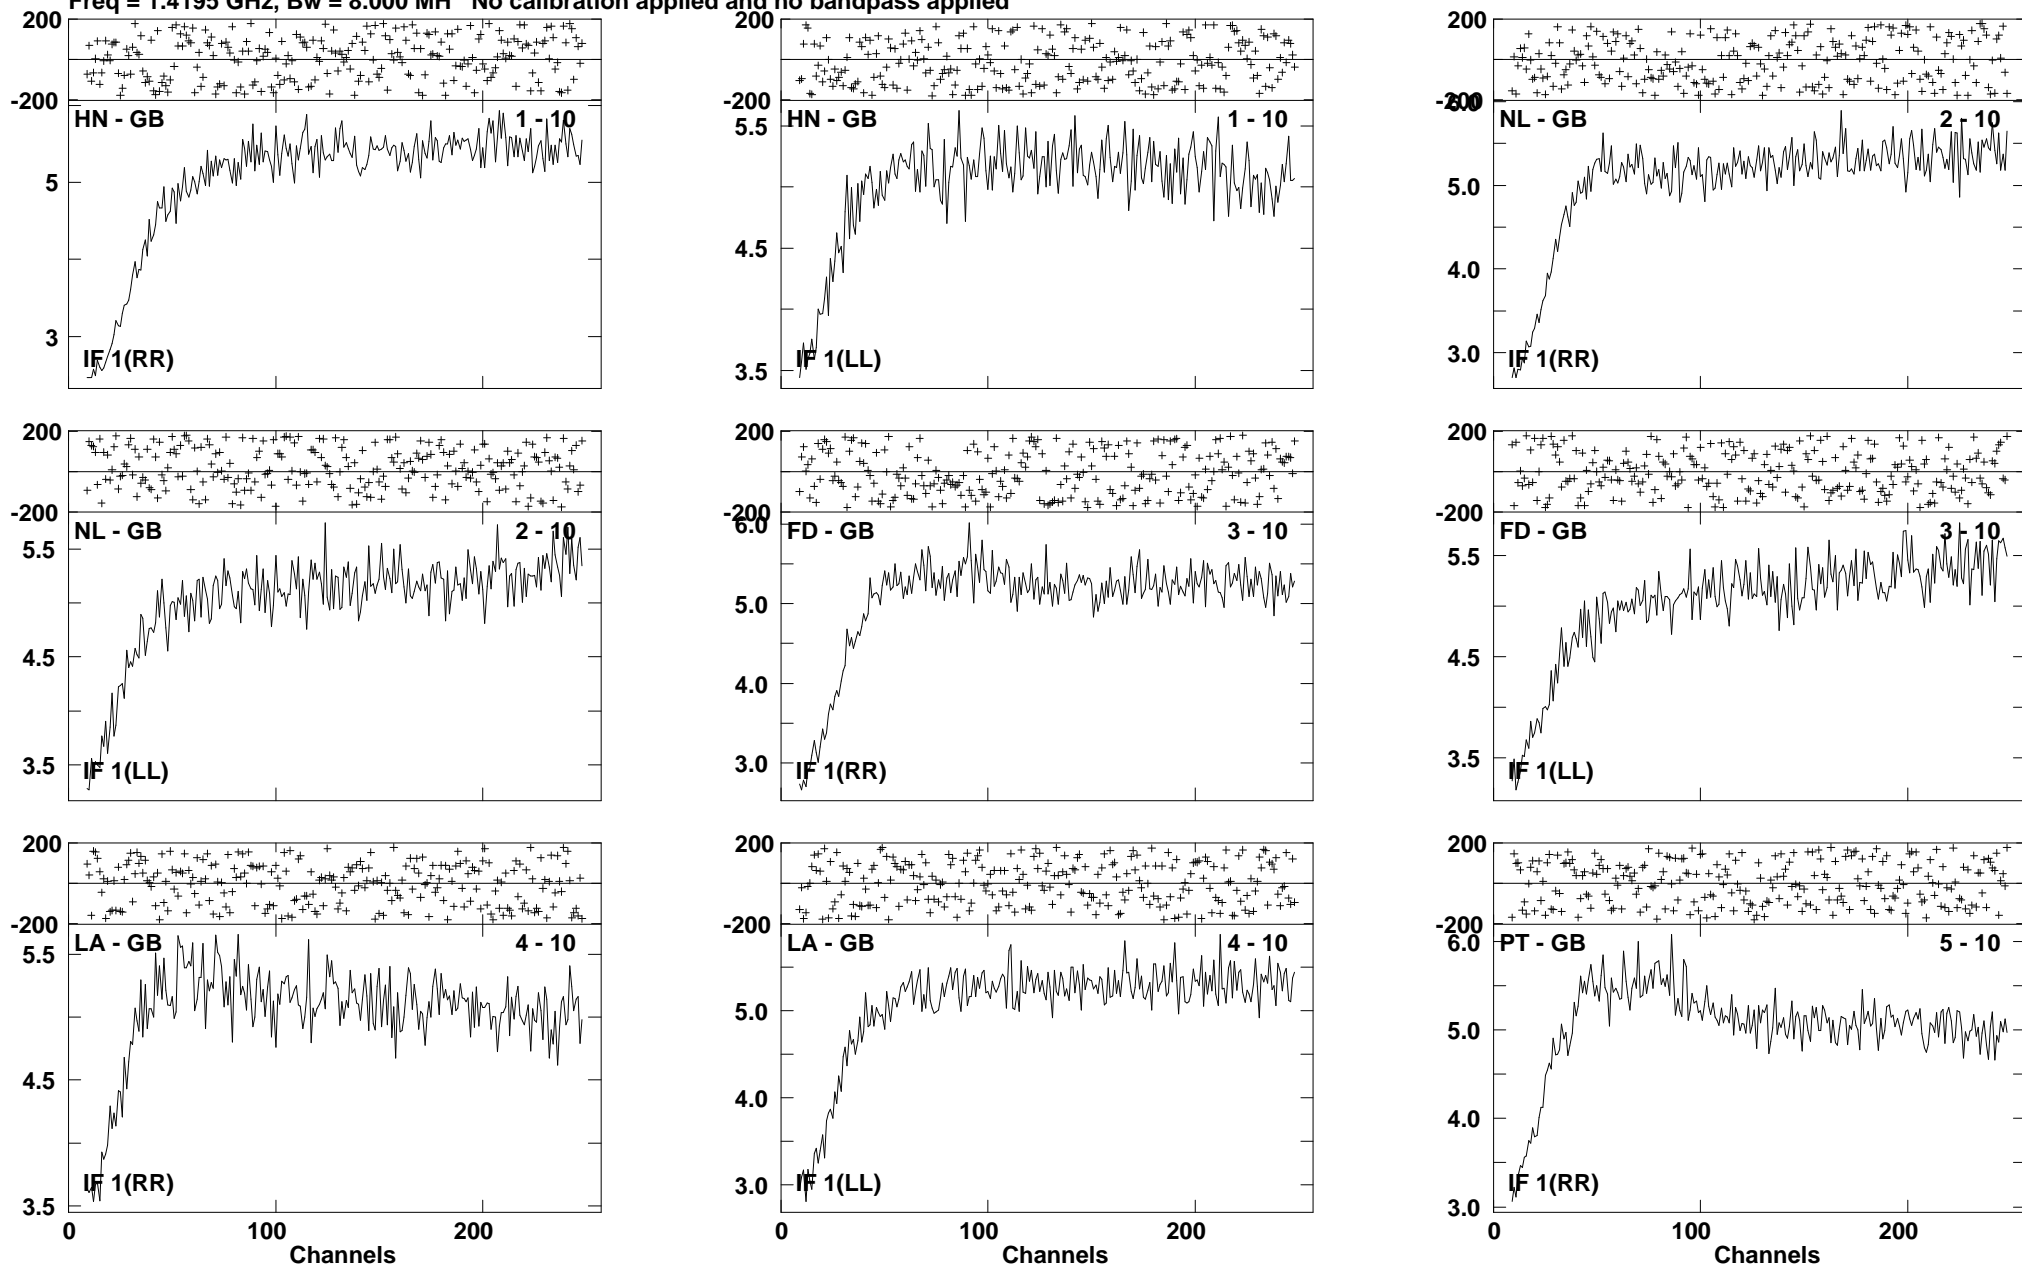 Freq = 1.4195 GHz, Bw = 8.000 MH No calibration applied and no bandpass applied
200
-200
HN - GB 1 - 10
5
3
IF 1(RR)
200
-200
HN - GB 1 - 10
5.5
4.5
3.5
IF 1(LL)
200
-200
6.0
NL - GB 2 - 10
5.0
4.0
3.0
IF 1(RR)
200
-200
NL - GB 2 - 10
5.5
4.5
3.5
IF 1(LL)
200
-200
6.0
FD - GB 3 - 10
5.0
4.0
3.0
IF 1(RR)
200
-200
FD - GB 3 - 10
5.5
4.5
3.5
IF 1(LL)
200
-200
LA - GB 4 - 10
5.5
4.5
3.5
IF 1(RR)
0 100 200
Channels
200
-200
LA - GB 4 - 10
5.0
4.0
3.0
IF 1(LL)
0 100 200
Channels
200
-200
6.0
PT - GB 5 - 10
5.0
4.0
3.0
IF 1(RR)
0 100 200
Channels